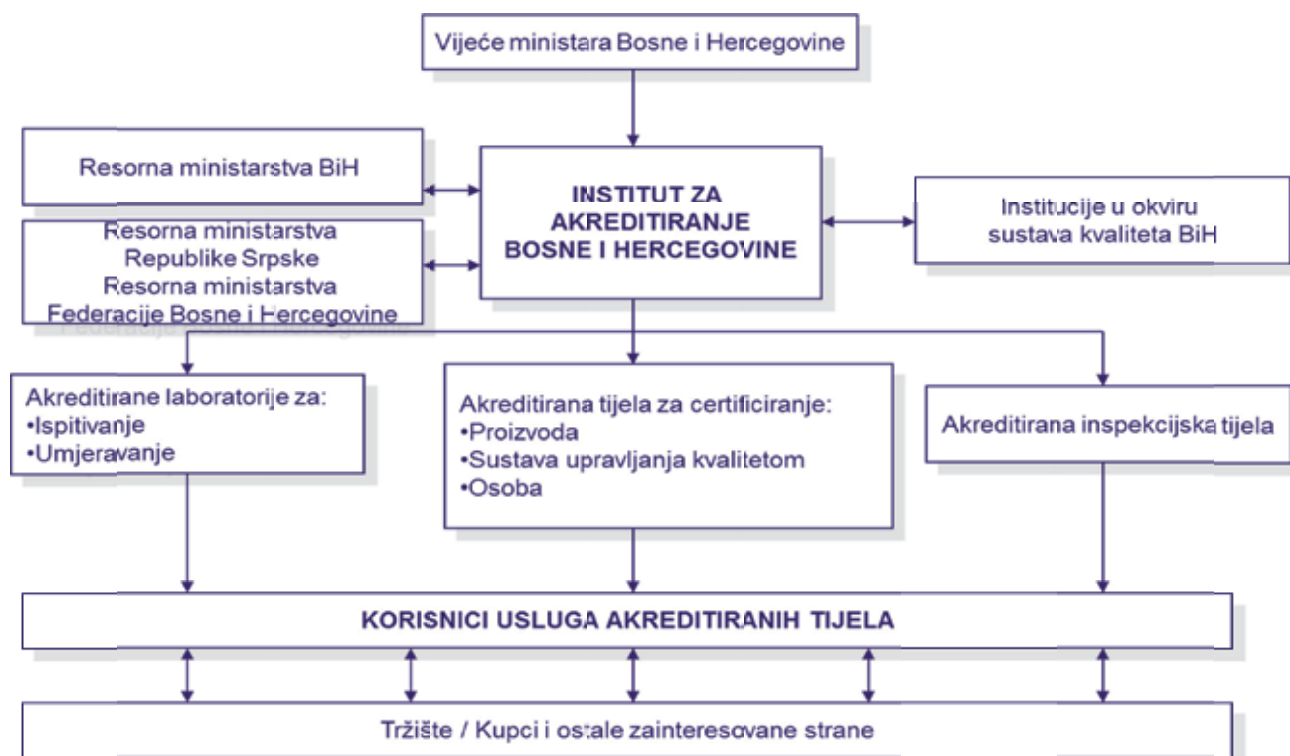 Vijeće ministara Bosne i Hercegovine
Resorna ministarstva BiH
INSTITUT ZA
AKREDITIRANJE
BOSNE I HERCEGOVINE
Institucije u okviru
sustava kvaliteta BiH
Resorna ministarstva
Republike Srpske
Resorna ministarstva
Federacije Bosne i Hercegovine
Akreditirane laboratorije za:
•Ispitivanje
•Umjeravanje
Akreditirana tijela za certificiranje:
•Proizvoda
•Sustava upravljanja kvalitetom
•Osoba
Akreditirana inspekcijska tijela
KORISNICI USLUGA AKREDITIRANIH TIJELA
Tržište / Kupci i ostale zainteresovane strane